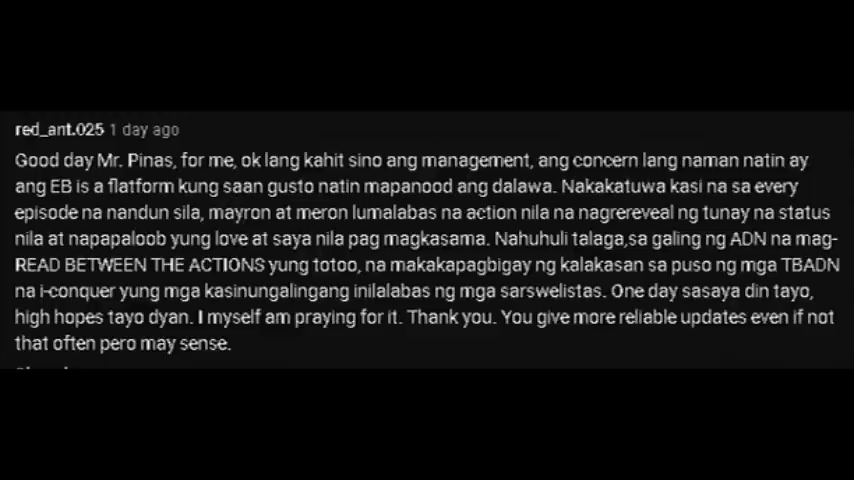 red_ant.025 1 day ago
Good day Mr. Pinas, for me, ok lang kahit sino ang management, ang concern lang naman natin ay
ang EB is a flatform kung saan gusto natin mapanood ang dalawa. Nakakatuwa kasi na sa every
episode na nandun sila, mayron at meron lumalabas na action nila na nagrereveal ng tunay na status
nila at napapaloob yung love at saya nila pag magkasama. Nahuhuli talaga,sa galing ng ADN na mag-
READ BETWEEN THE ACTIONS yung totoo, na makakapagbigay ng kalakasan sa puso ng mga TBADN
na i-conquer yung mga kasinungalingang inilalabas ng mga sarswelistas. One day sasaya din tayo,
high hopes tayo dyan. I myself am praying for it. Thank you. You give more reliable updates even if not
that often pero may sense.